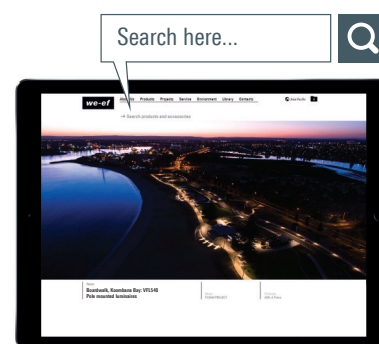 Search here...
we-ef
About Us Products Projects Service Environment Library Contacts
Asia Pacific
Search products and accessories
News
Boardwalk, Koombana Bay: VFL540
Pole mounted luminaires